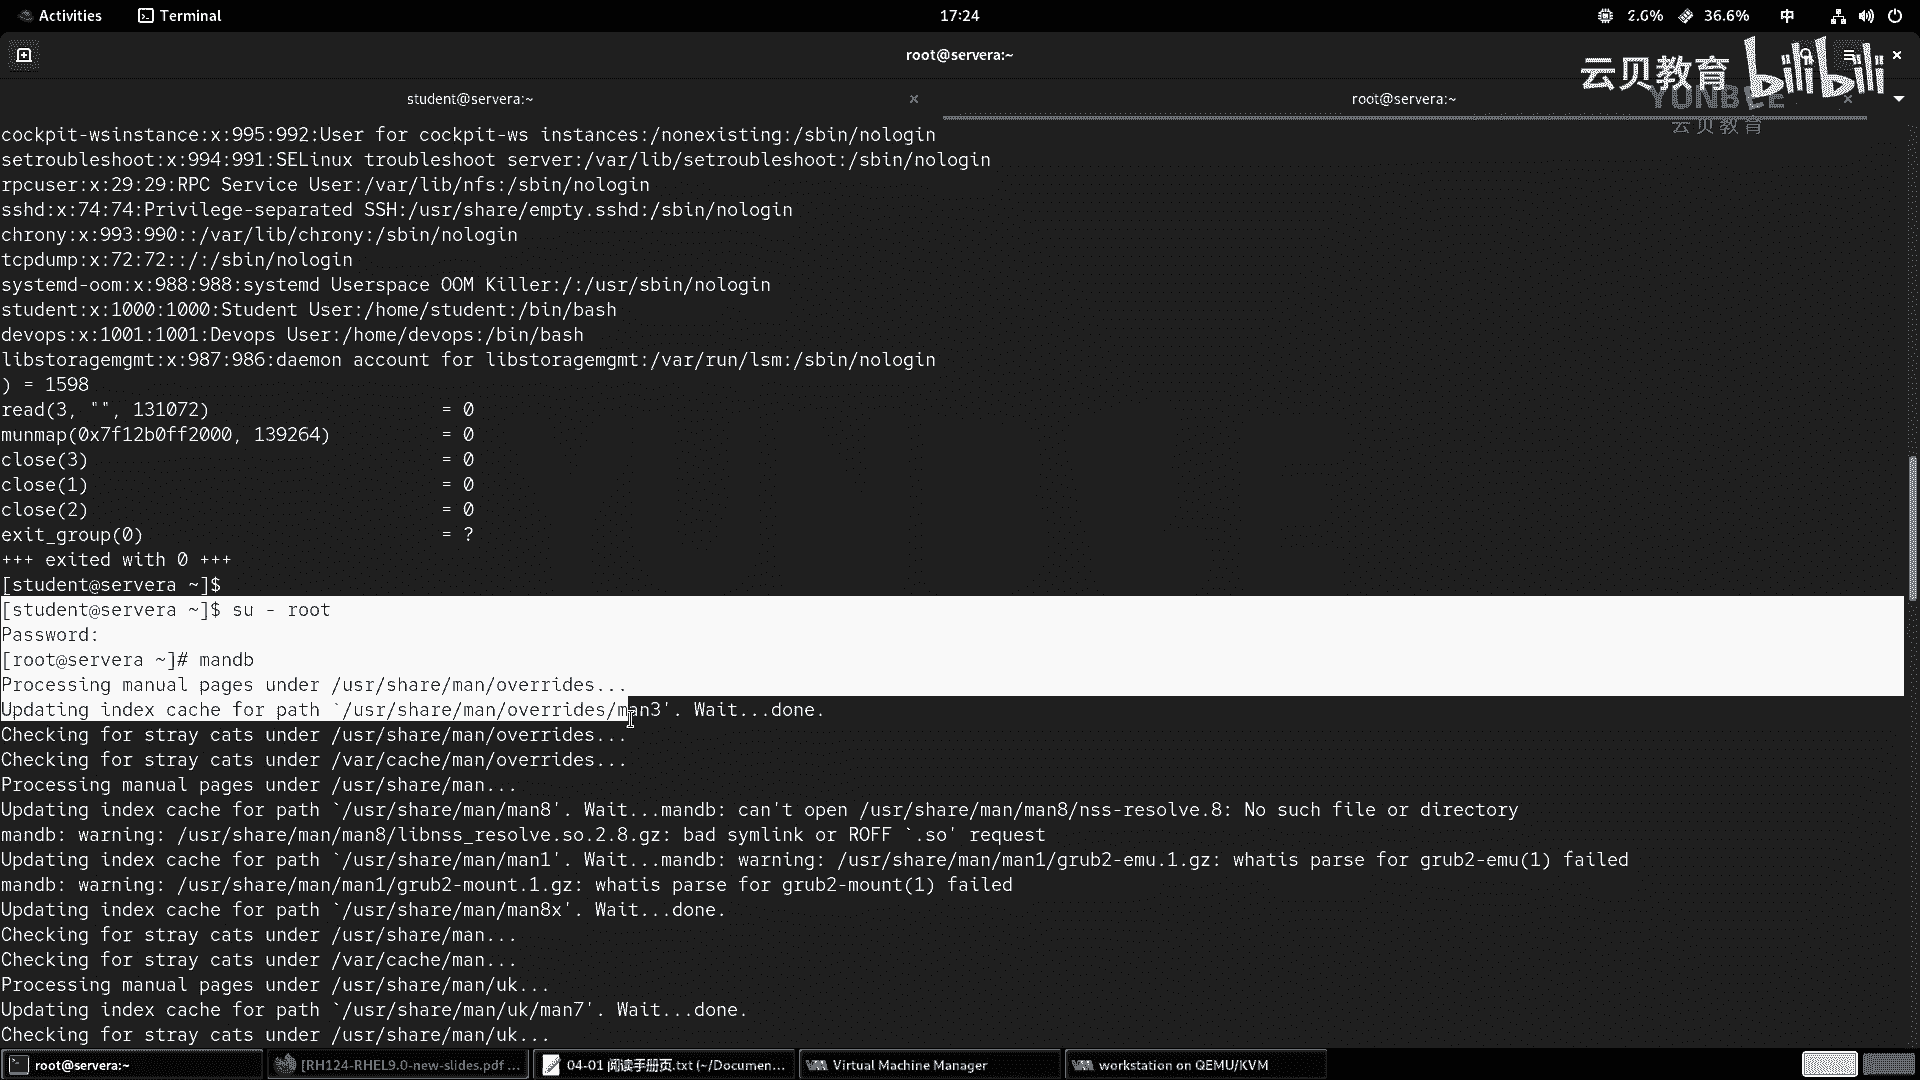 Activities
Terminal
17:24
2.0%
36.6%
中
root@servera:~
云贝教育 bilibili
student@servera:~
root@servera:~
YUNBEE
云贝教育
cockpit-wsinstance:x:995:992:User for cockpit-ws instances:/nonexisting:/sbin/nologin
setroubleshoot:x:994:991:SELinux troubleshoot server:/var/lib/setroubleshoot:/sbin/nologin
rpcuser:x:29:29:RPC Service User:/var/lib/nfs:/sbin/nologin
sshd:x:74:74:Privilege-separated SSH:/usr/share/empty.sshd:/sbin/nologin
chrony:x:993:990::/var/lib/chrony:/sbin/nologin
tcpdump:x:72:72::/:/sbin/nologin
systemd-oom:x:988:988:systemd Userspace OOM Killer:/:/usr/sbin/nologin
student:x:1000:1000:Student User:/home/student:/bin/bash
devops:x:1001:1001:Devops User:/home/devops:/bin/bash
libstoragemgmt:x:987:986:daemon account for libstoragemgmt:/var/run/lsm:/sbin/nologin
) = 1598
read(3, "", 131072) = 0
munmap(0x7f12b0ff2000, 139264) = 0
close(3) = 0
close(1) = 0
close(2) = 0
exit_group(0) = ?
+++ exited with 0 +++
[student@servera ~]$
[student@servera ~]$ su - root
Password:
[root@servera ~]# mandb
Processing manual pages under /usr/share/man/overrides...
Updating index cache for path `/usr/share/man/overrides/man3'. Wait...done.
Checking for stray cats under /usr/share/man/overrides...
Checking for stray cats under /var/cache/man/overrides...
Processing manual pages under /usr/share/man...
Updating index cache for path `/usr/share/man/man8'. Wait...mandb: can't open /usr/share/man/man8/nss-resolve.8: No such file or directory
mandb: warning: /usr/share/man/man8/libnss_resolve.so.2.8.gz: bad symlink or ROFF `.so' request
Updating index cache for path `/usr/share/man/man1'. Wait...mandb: warning: /usr/share/man/man1/grub2-emu.1.gz: whatis parse for grub2-emu(1) failed
mandb: warning: /usr/share/man/man1/grub2-mount.1.gz: whatis parse for grub2-mount(1) failed
Updating index cache for path `/usr/share/man/man8x'. Wait...done.
Checking for stray cats under /usr/share/man...
Checking for stray cats under /var/cache/man...
Processing manual pages under /usr/share/man/uk...
Updating index cache for path `/usr/share/man/uk/man7'. Wait...done.
Checking for stray cats under /usr/share/man/uk...
root@servera:~
[RH124-RHEL9.0-new-slides.pdf ...
04-01 阅读手册页.txt (~/Documen...
Virtual Machine Manager
workstation on QEMU/KVM